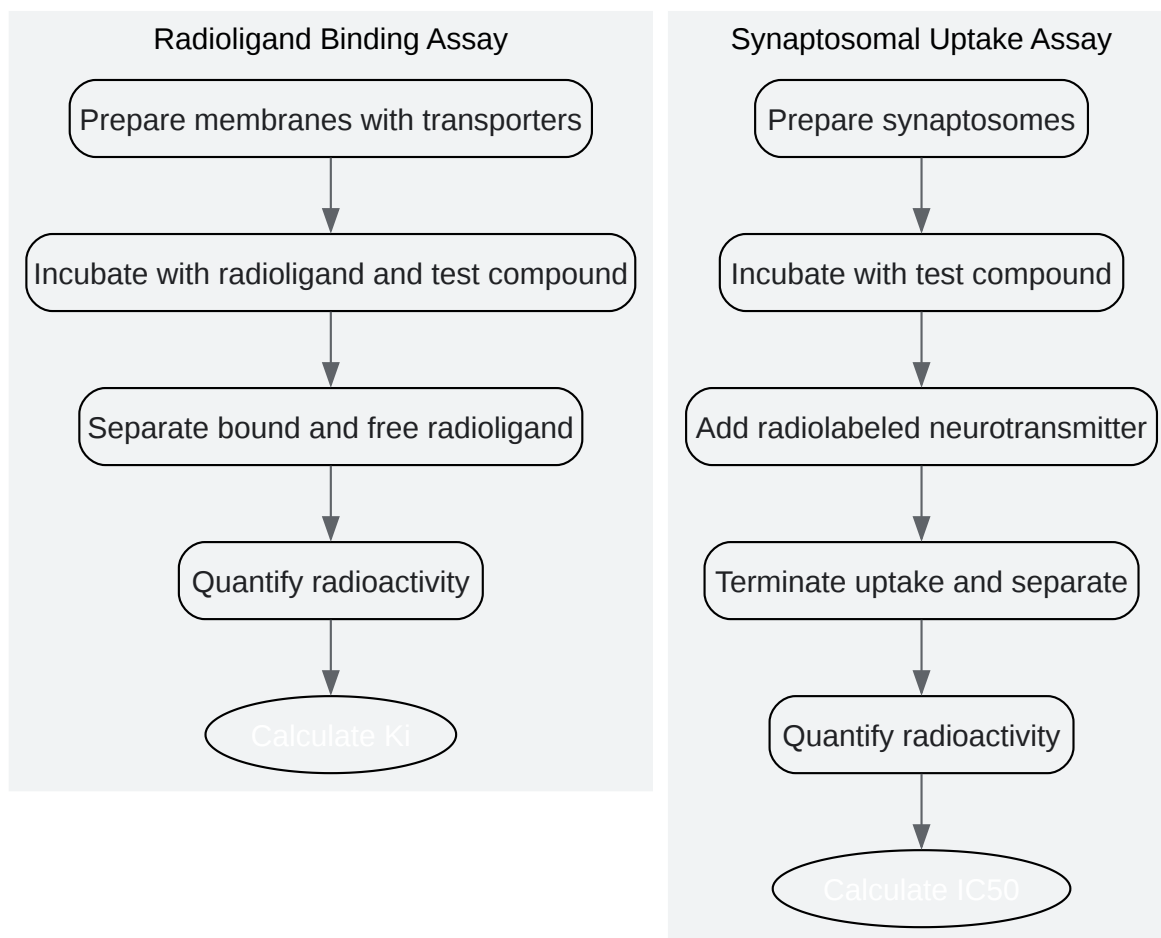 Radioligand Binding Assay
Prepare membranes with transporters
Incubate with radioligand and test compound
Separate bound and free radioligand
Quantify radioactivity
Calculate Ki
Synaptosomal Uptake Assay
Prepare synaptosomes
Incubate with test compound
Add radiolabeled neurotransmitter
Terminate uptake and separate
Quantify radioactivity
Calculate IC50